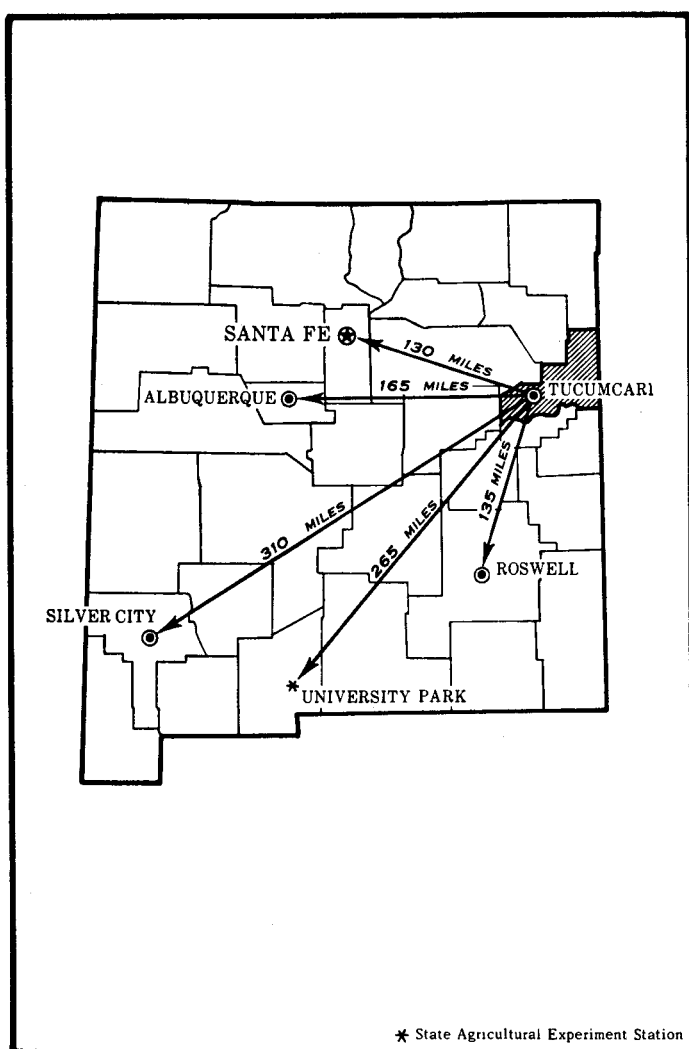 SANTA FE
130 MILES
165 MILES
ALBUQUERQUE
TUCUMCARI
310 MILES
265 MILES
135 MILES
ROSWELL
SILVER CITY
* UNIVERSITY PARK
* State Agricultural Experiment Station